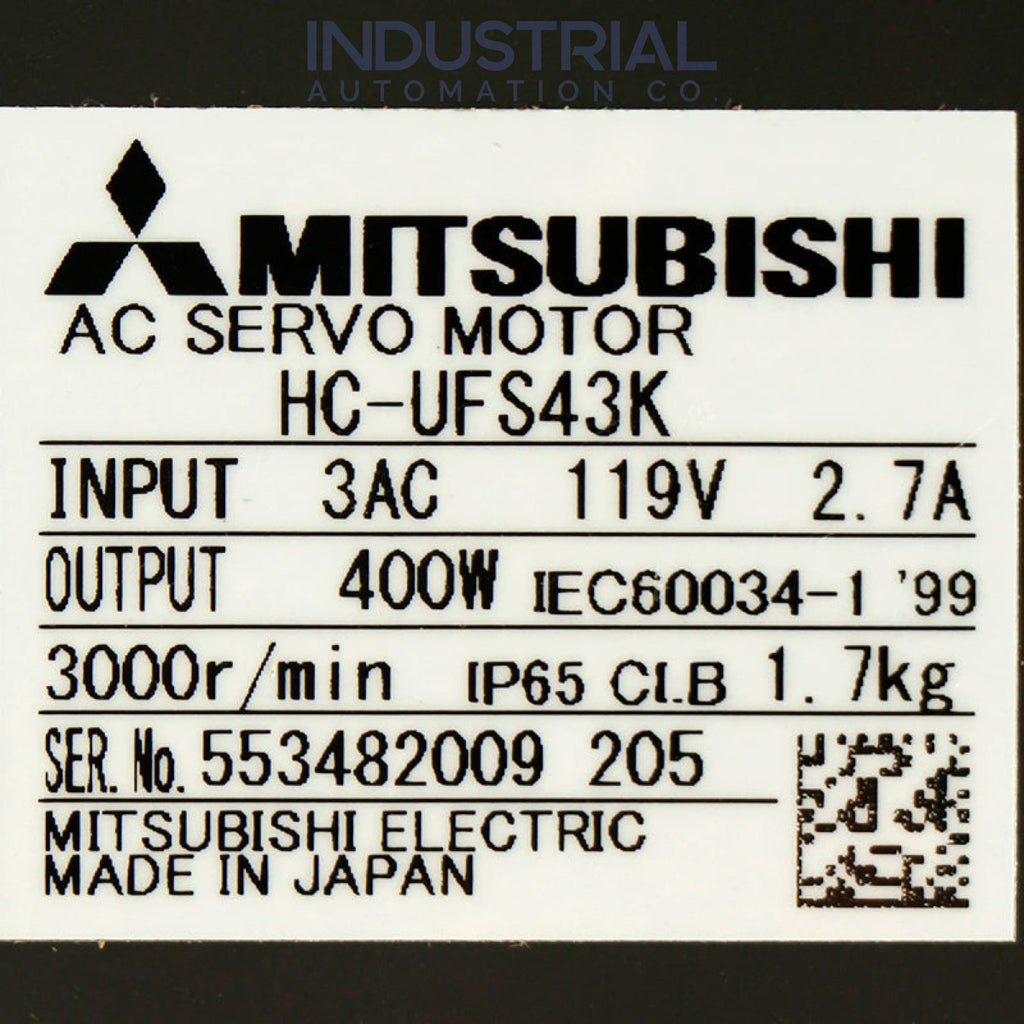 INDUSTRIAL
AUTOMATION CO.
MITSUBISHI
AC SERVO MOTOR
HC-UFS43K
INPUT 3AC 119V 2.7A
OUTPUT 400W IEC60034-1 '99
3000r/min IP65 CI.B 1.7kg
SER. No. 553482009 205
MITSUBISHI ELECTRIC
MADE IN JAPAN